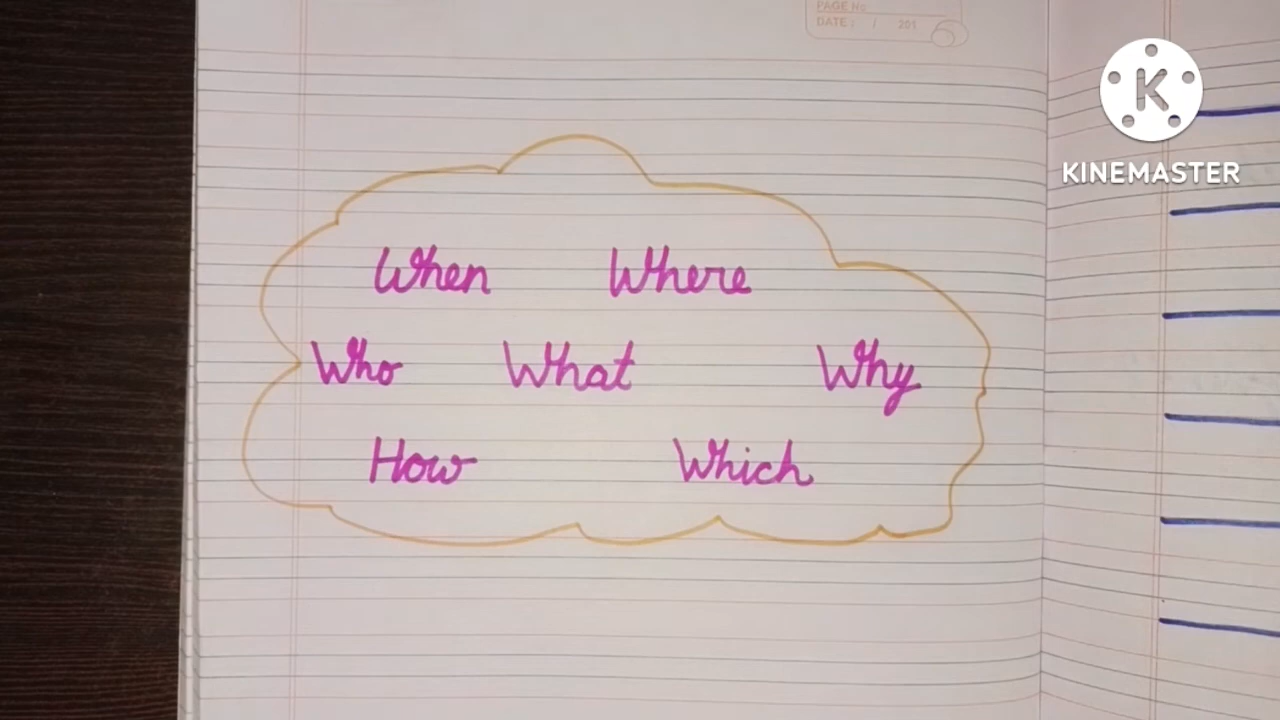 PAGE No.
DATE : / / 201
K
KINEMASTER
When Where
Who What Why
How Which